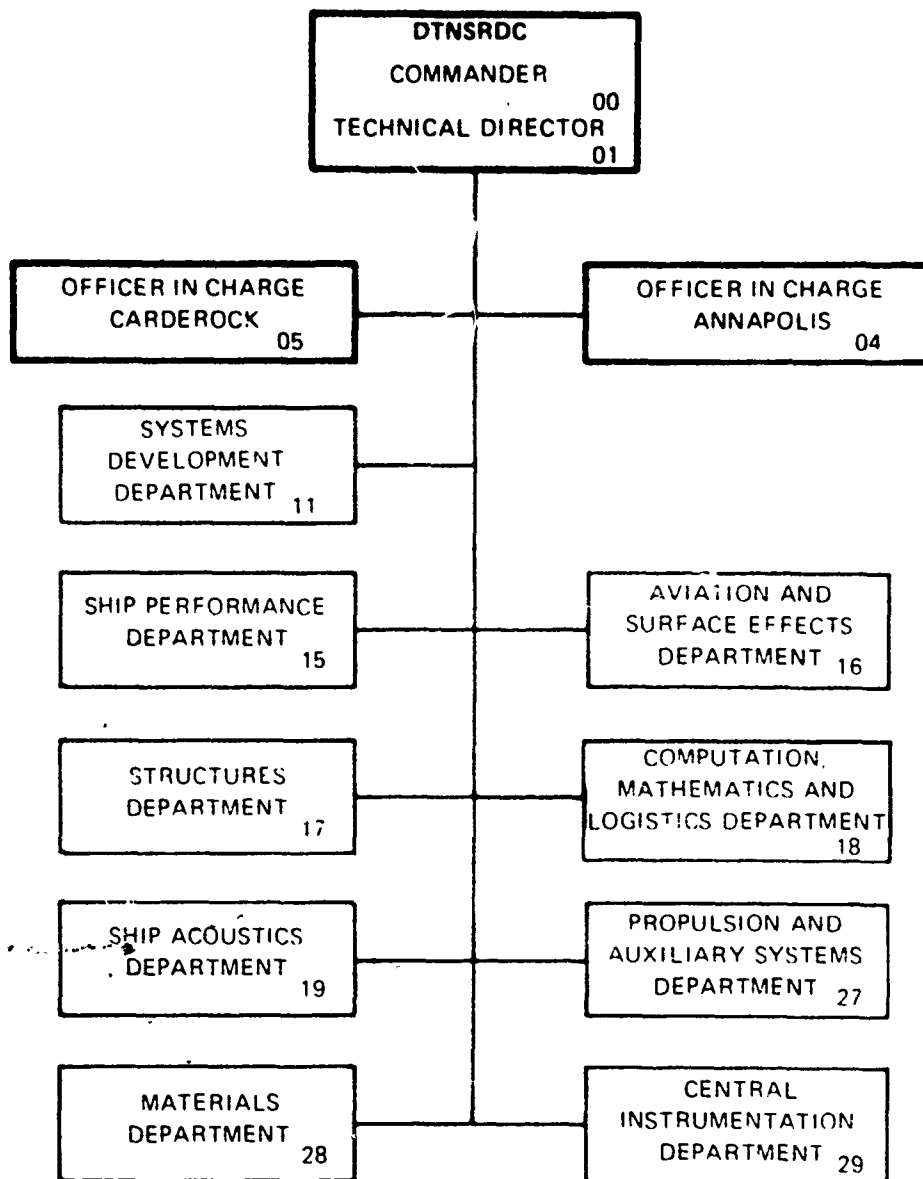 DTNSRDC
COMMANDER
00
TECHNICAL DIRECTOR
01
OFFICER IN CHARGE
CARDEROCK
05
OFFICER IN CHARGE
ANNAPOLIS
04
SYSTEMS
DEVELOPMENT
DEPARTMENT
11
SHIP PERFORMANCE
DEPARTMENT
15
AVIATION AND
SURFACE EFFECTS
DEPARTMENT
16
STRUCTURES
DEPARTMENT
17
COMPUTATION,
MATHEMATICS AND
LOGISTICS DEPARTMENT
18
SHIP ACOUSTICS
DEPARTMENT
19
PROPULSION AND
AUXILIARY SYSTEMS
DEPARTMENT
27
MATERIALS
DEPARTMENT
28
CENTRAL
INSTRUMENTATION
DEPARTMENT
29